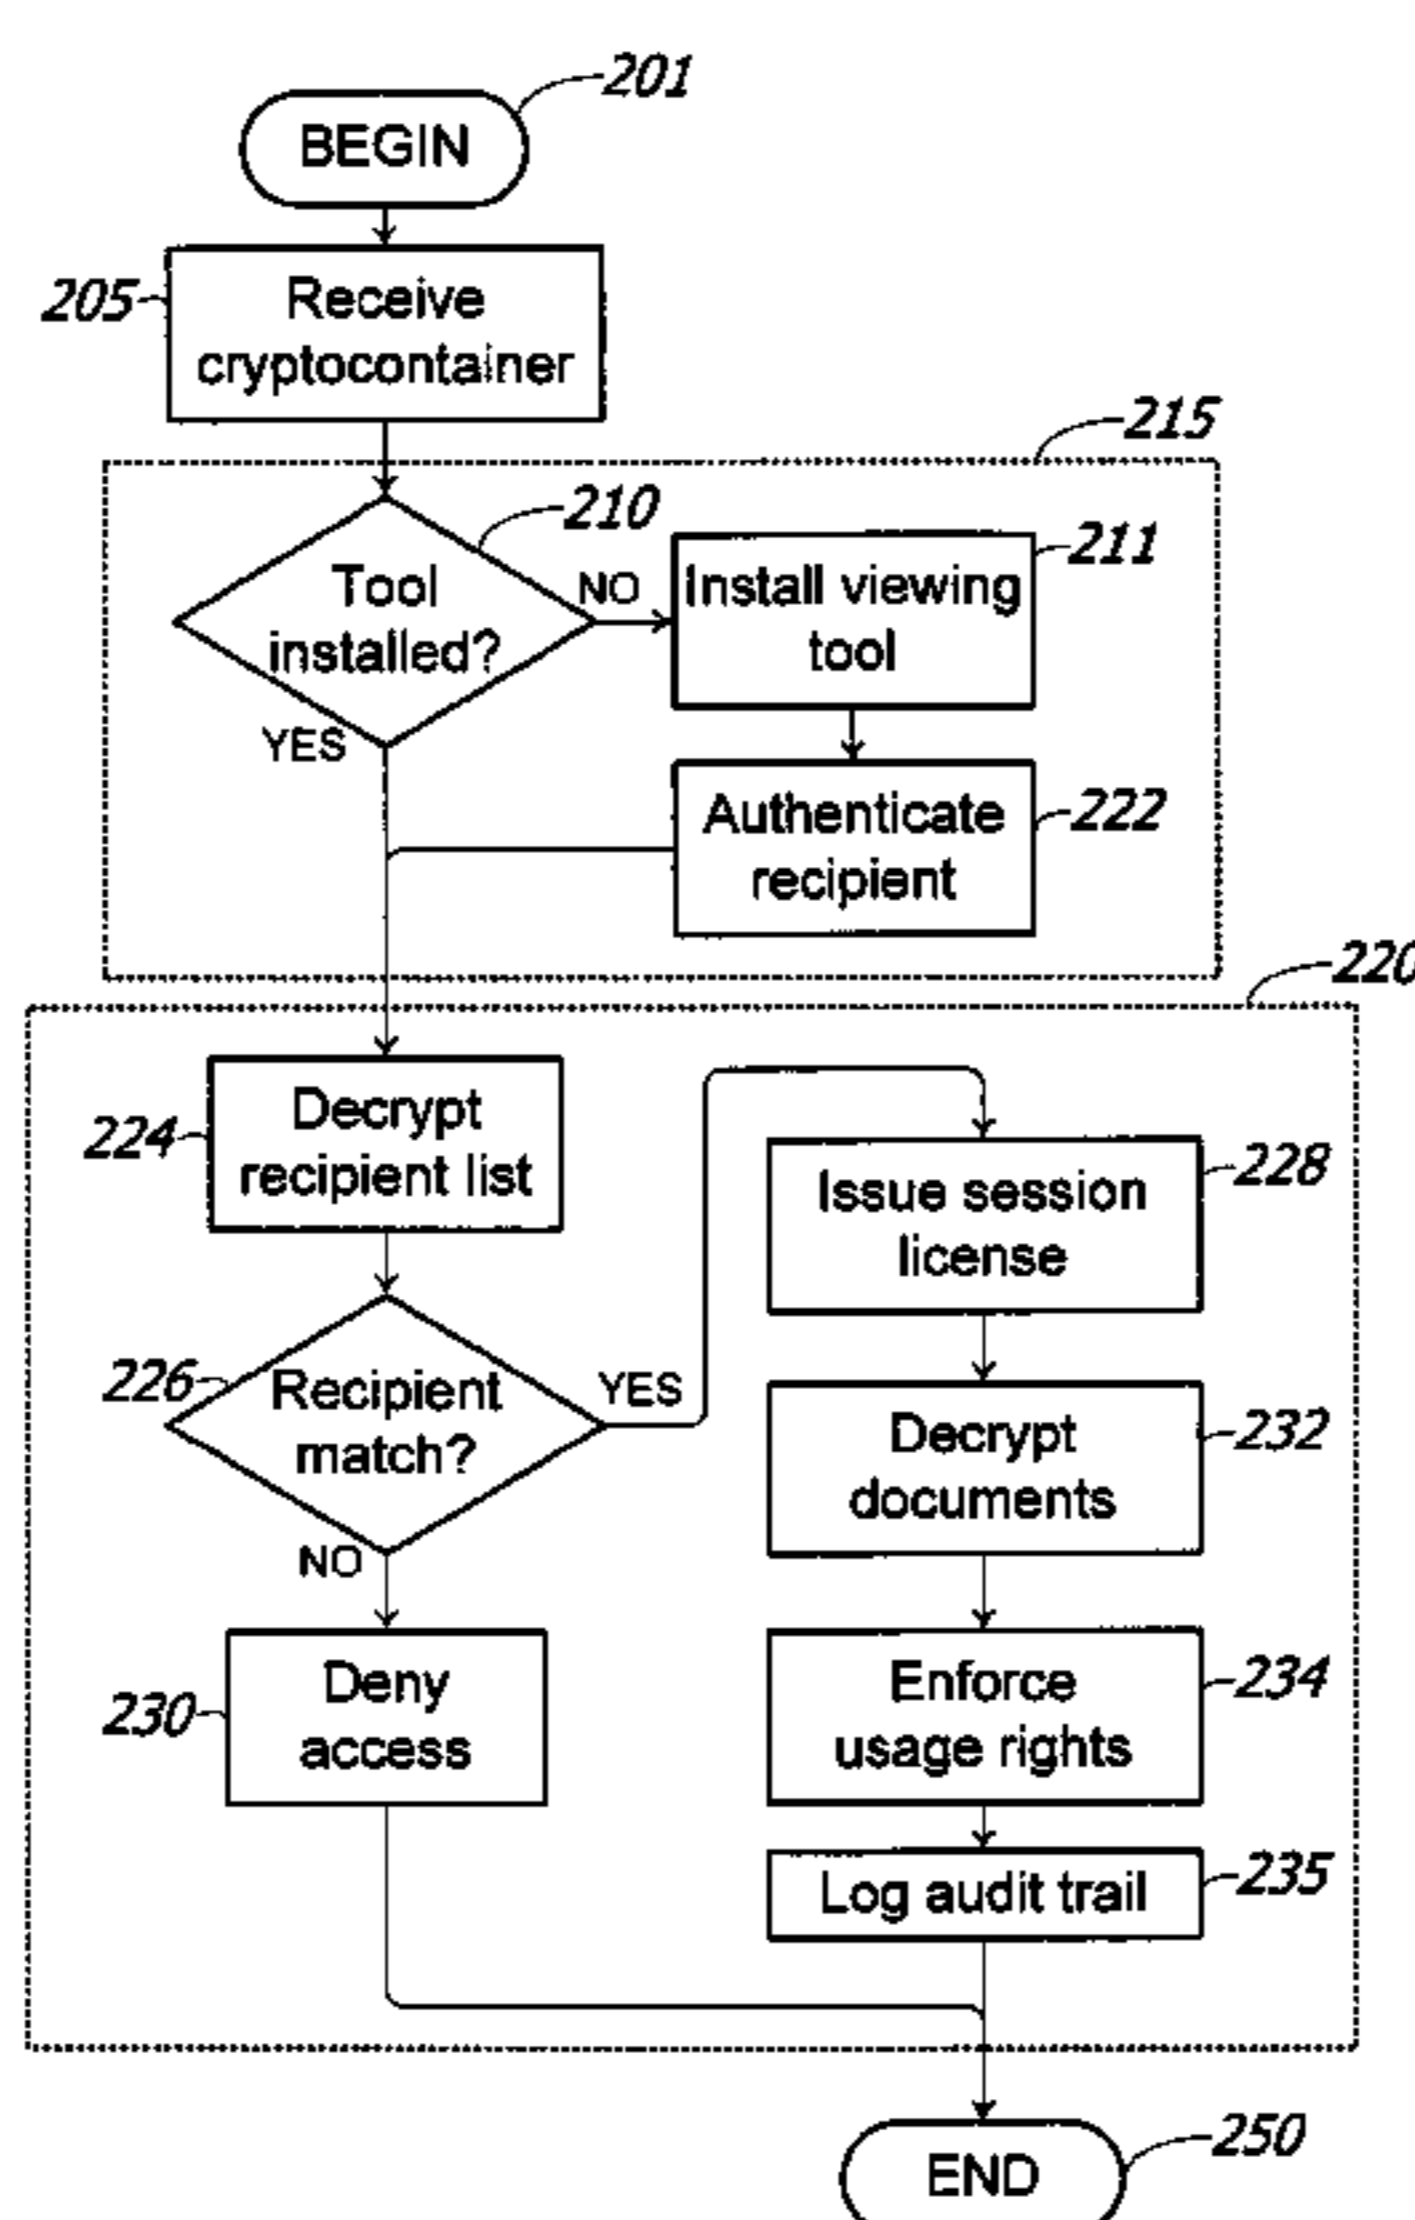 201
BEGIN
205
Receive
cryptocontainer
215
210
Tool
installed?
NO
YES
211
Install viewing
tool
222
Authenticate
recipient
220
224
Decrypt
recipient list
226
Recipient
match?
YES
NO
230
Deny
access
228
Issue session
license
232
Decrypt
documents
234
Enforce
usage rights
235
Log audit trail
250
END